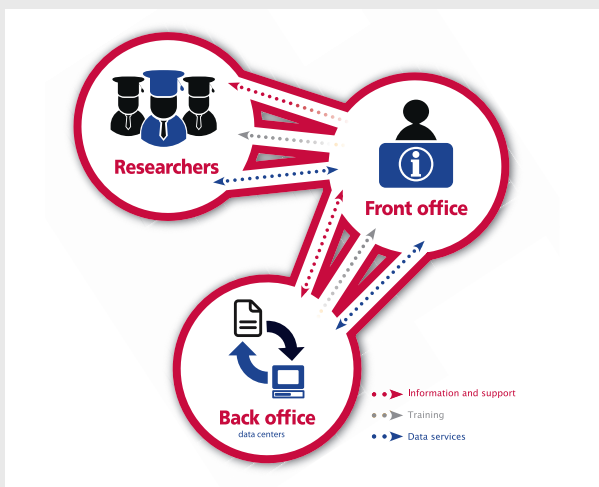 Researchers
Front office
Back office
data centers
Information and support
Training
Data services